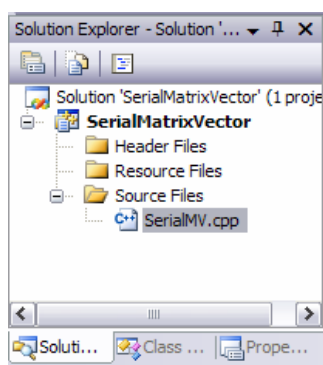 Solution Explorer - Solution '...
Solution 'SerialMatrixVector' (1 proje
SerialMatrixVector
Header Files
Resource Files
Source Files
C++ SerialMV.cpp
Soluti... Class ... Prope...